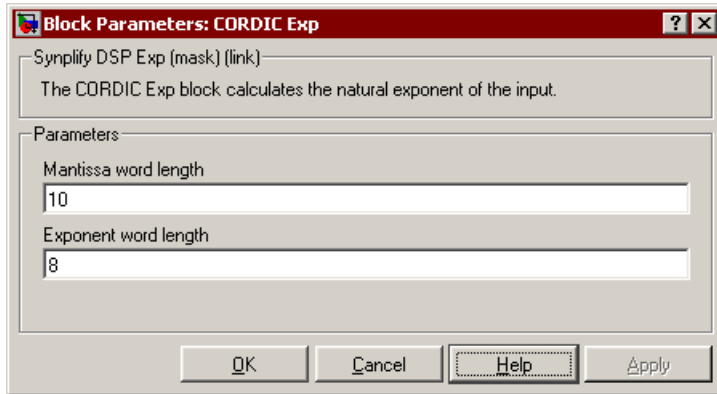 Block Parameters: CORDIC Exp
Synplify DSP Exp (mask) (link)
The CORDIC Exp block calculates the natural exponent of the input.
Parameters
Mantissa word length
10
Exponent word length
8
OK Cancel Help Apply